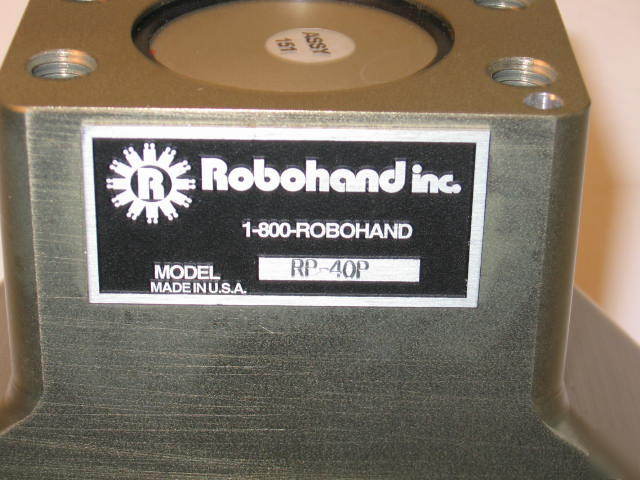 ASSY
151
R
Robohand inc.
1-800-ROBOHAND
MODEL RP-40P
MADE IN U.S.A.